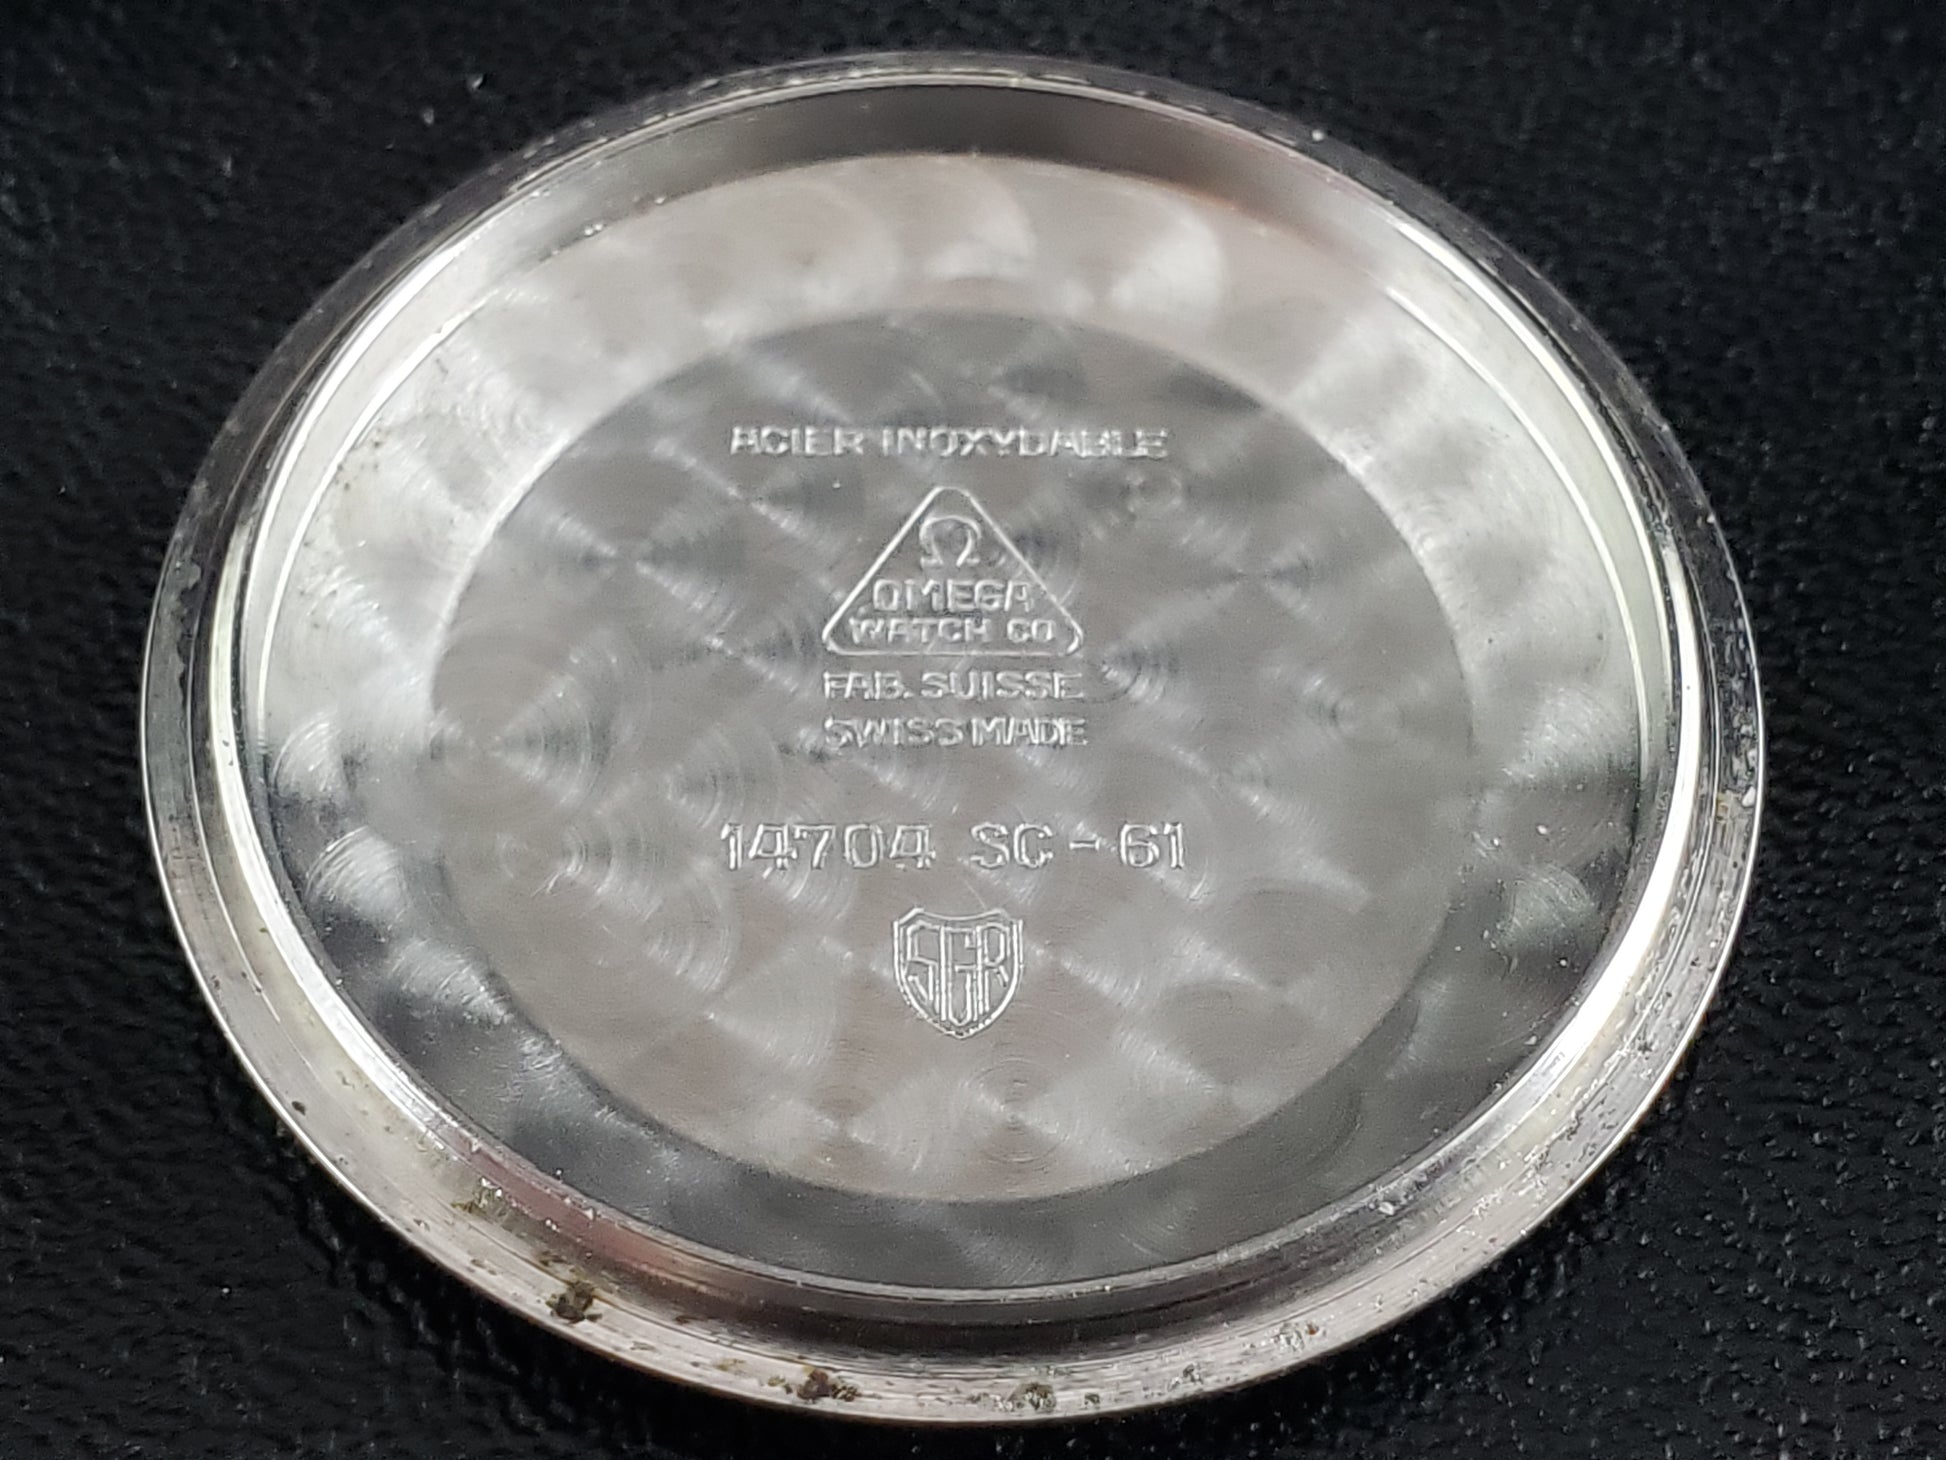 ACIER INOXYDABLE
Ω
OMEGA
WATCH CO
FAB. SUISSE
SWISS MADE
14704 SC-61
SGR